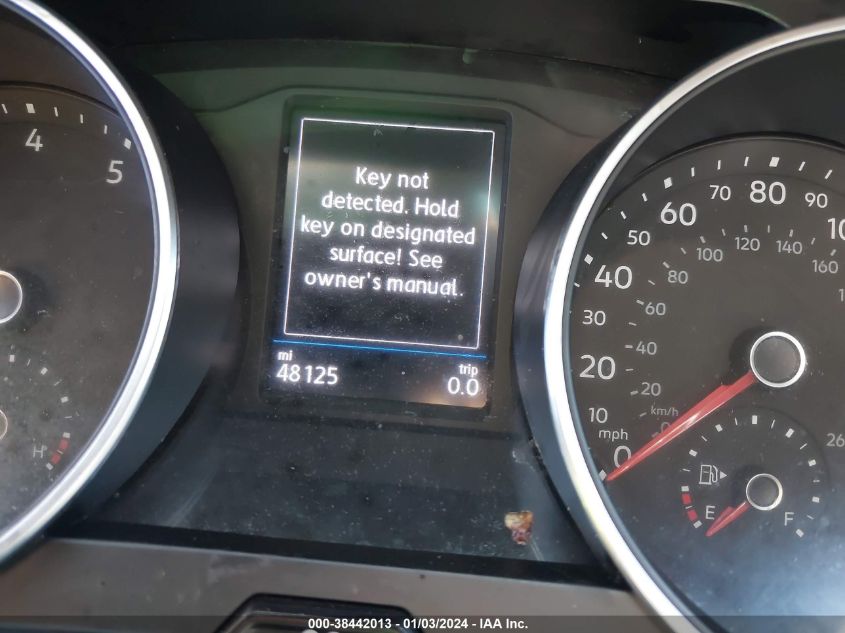 4
5
H
Key not
detected. Hold
key on designated
surface! See
owner's manual.
mi
48125
trip
0.0
0
10
20
30
40
50
60
70
80
90
mph
km/h
20
40
60
80
100
120
140
160
26
E
F
000-38442013 - 01/03/2024 - IAA Inc.